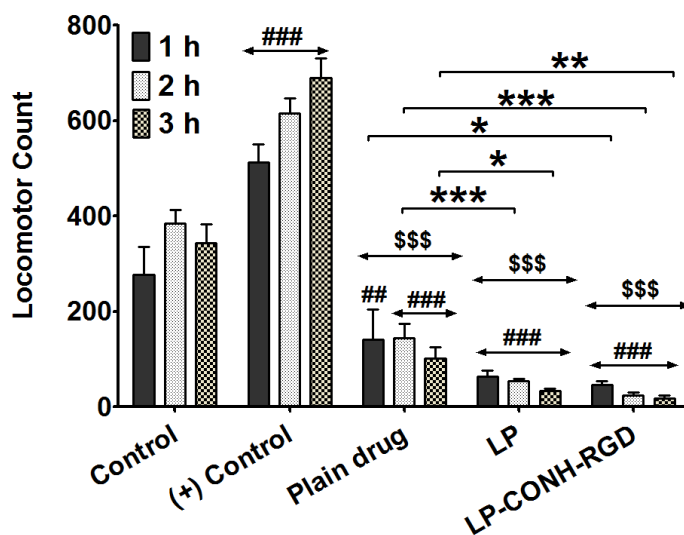 800
600
400
200
0
Locomotor Count
1 h
2 h
3 h
###
**
***
*
*
***
$$$
$$$
$$$
##
###
###
###
Control
(+) Control
Plain drug
LP
LP-CONH-RGD